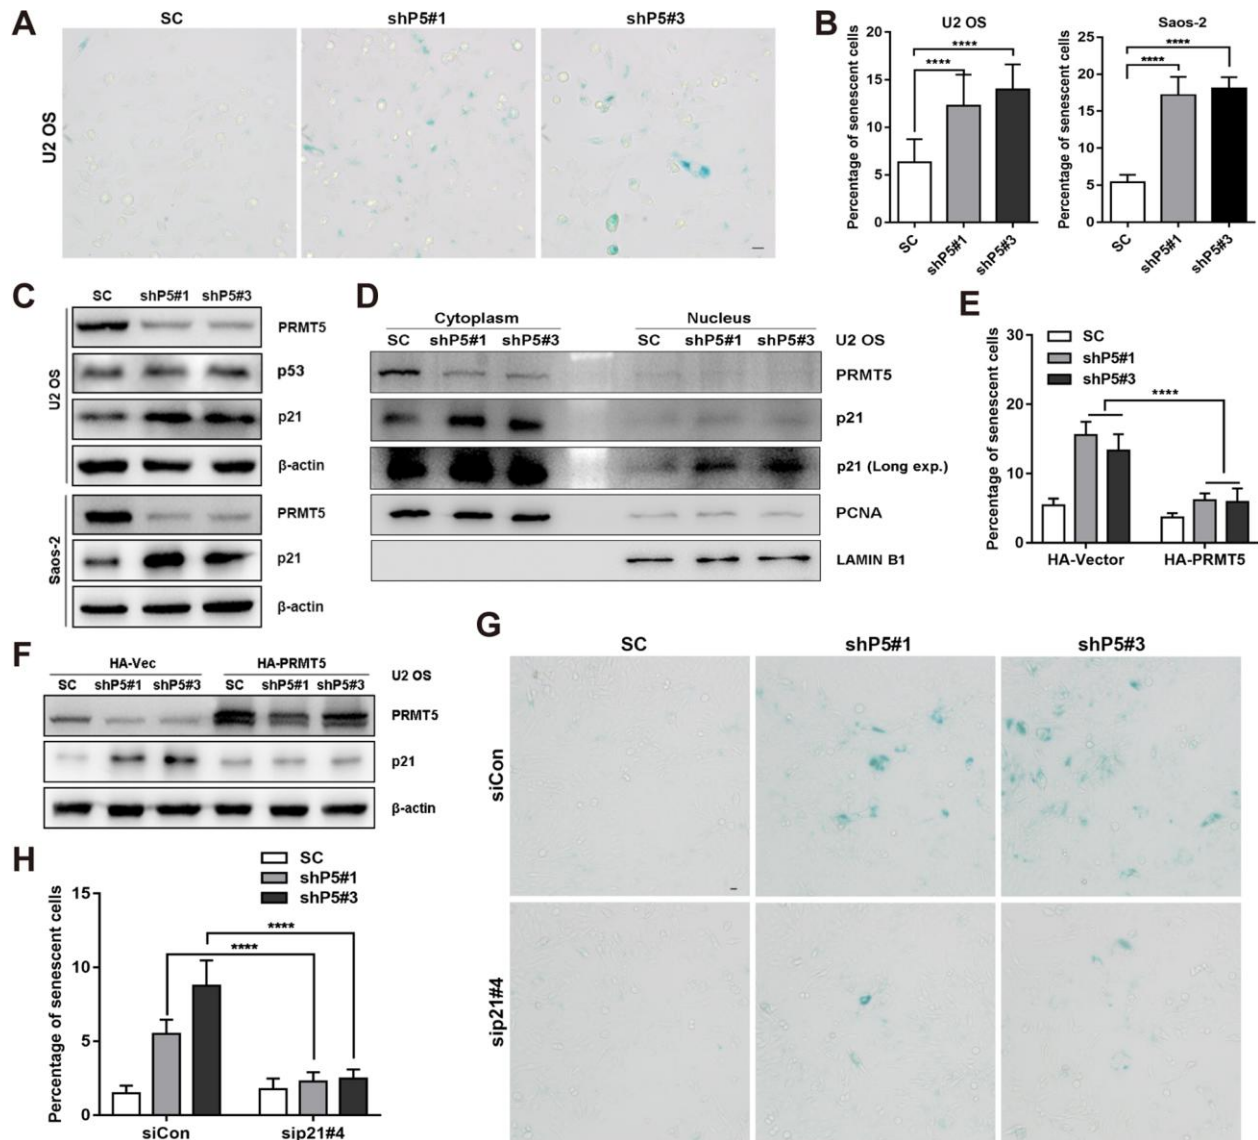 A
SC
shP5#1
shP5#3
U2 OS
B
U2 OS
Percentage of senescent cells
20
15
10
5
0
****
****
SC
shP5#1
shP5#3
Saos-2
Percentage of senescent cells
25
20
15
10
5
0
****
****
SC
shP5#1
shP5#3
C
SC shP5#1 shP5#3
U2 OS
PRMT5
p53
p21
β-actin
Saos-2
PRMT5
p21
β-actin
D
Cytoplasm Nucleus
SC shP5#1 shP5#3 SC shP5#1 shP5#3 U2 OS
PRMT5
p21
p21 (Long exp.)
PCNA
LAMIN B1
E
SC
shP5#1
shP5#3
Percentage of senescent cells
30
20
10
0
****
HA-Vector HA-PRMT5
F
HA-Vec HA-PRMT5
SC shP5#1 shP5#3 SC shP5#1 shP5#3 U2 OS
PRMT5
p21
β-actin
G
SC
shP5#1
shP5#3
siCon
sip21#4
H
SC
shP5#1
shP5#3
Percentage of senescent cells
15
10
5
0
****
****
siCon sip21#4